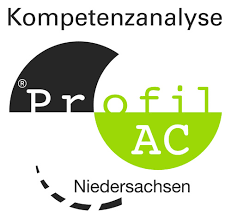 Kompetenzanalyse
® Profil
AC
Niedersachsen